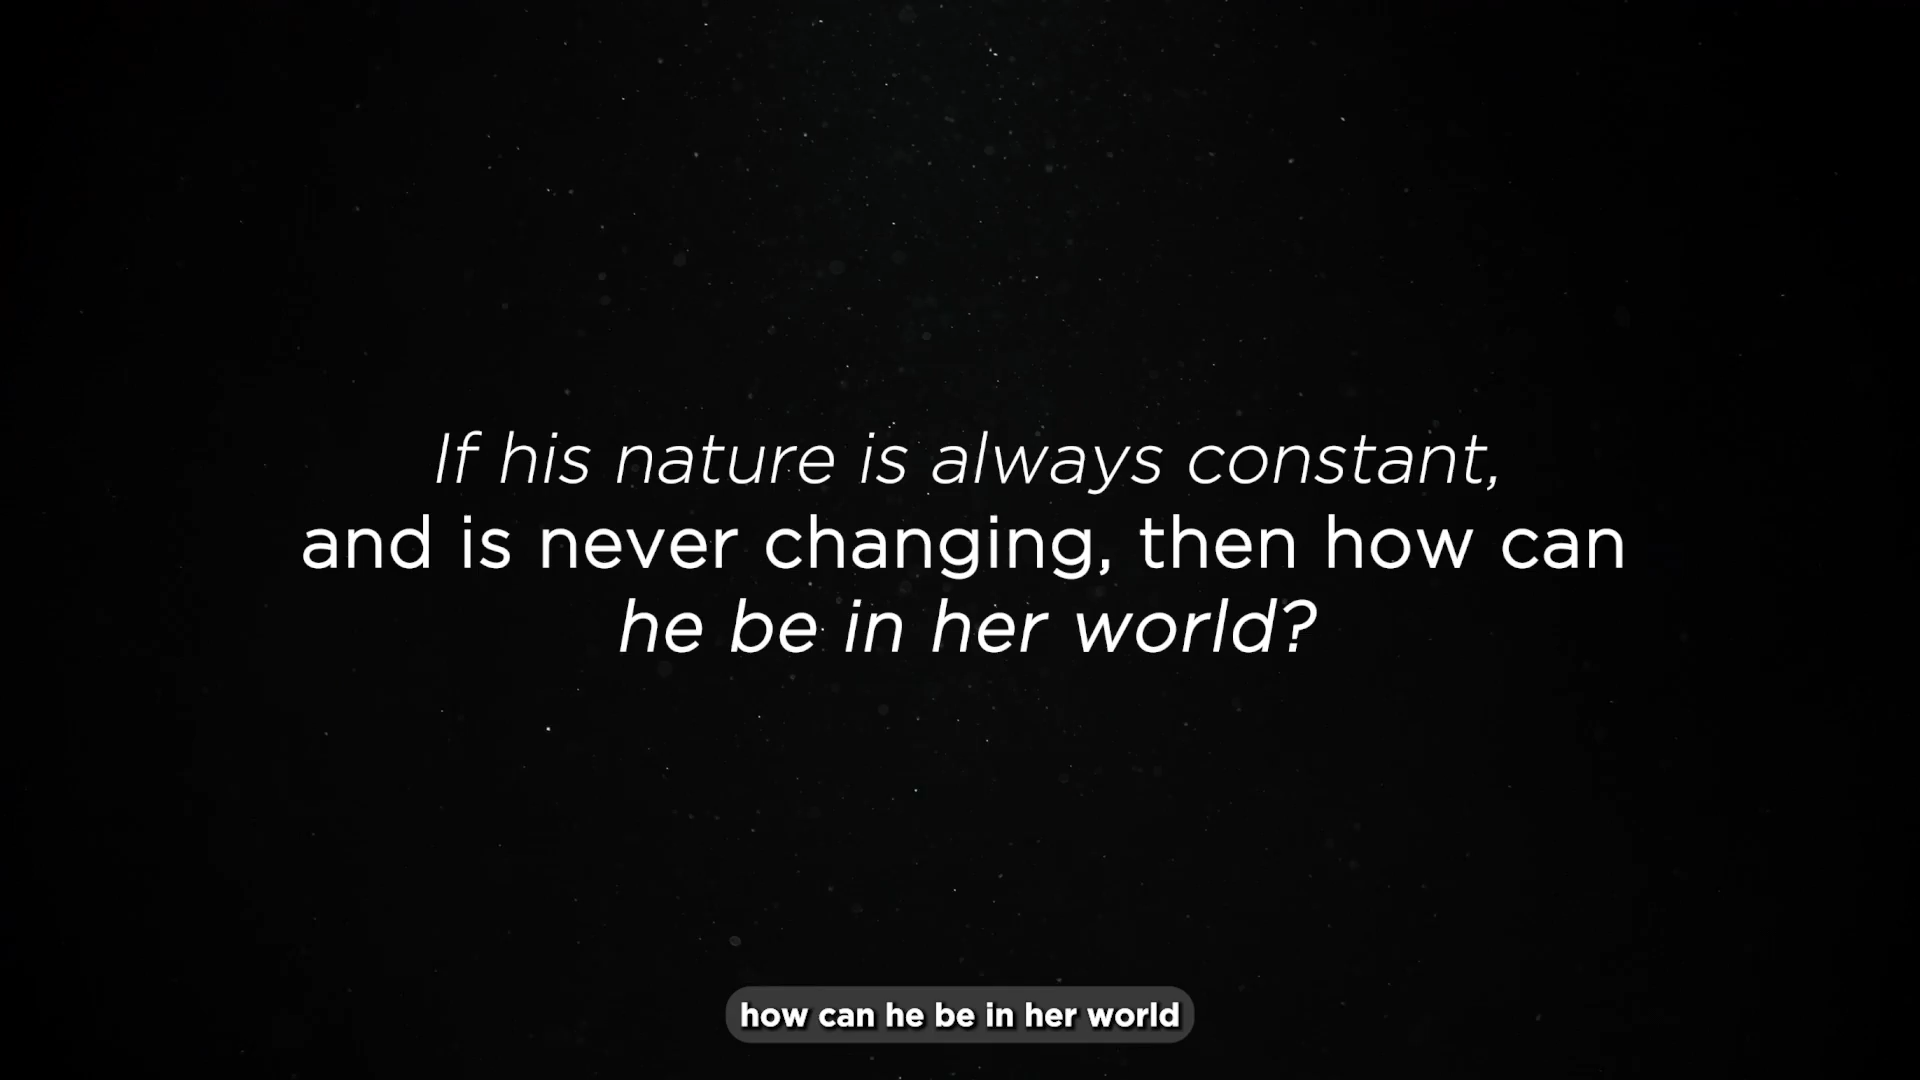 If his nature is always constant,
and is never changing, then how can
he be in her world?
how can he be in her world